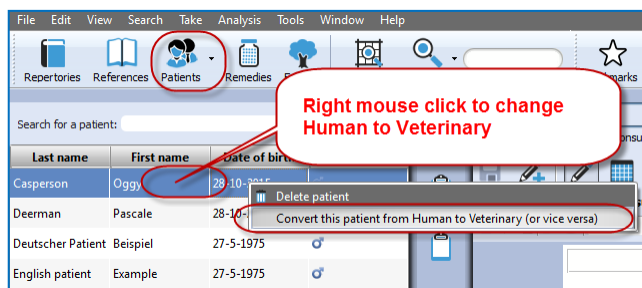 File Edit View Search Take Analysis Tools Window Help
Repertories References Patients Remedies
Right mouse click to change
Human to Veterinary
Search for a patient:
Last name First name Date of birth
Casperson Oggy 28-10-2015
Delete patient
Deerman Pascale 28-10-
Convert this patient from Human to Veterinary (or vice versa)
Deutscher Patient Beispiel 27-5-1975
English patient Example 27-5-1975